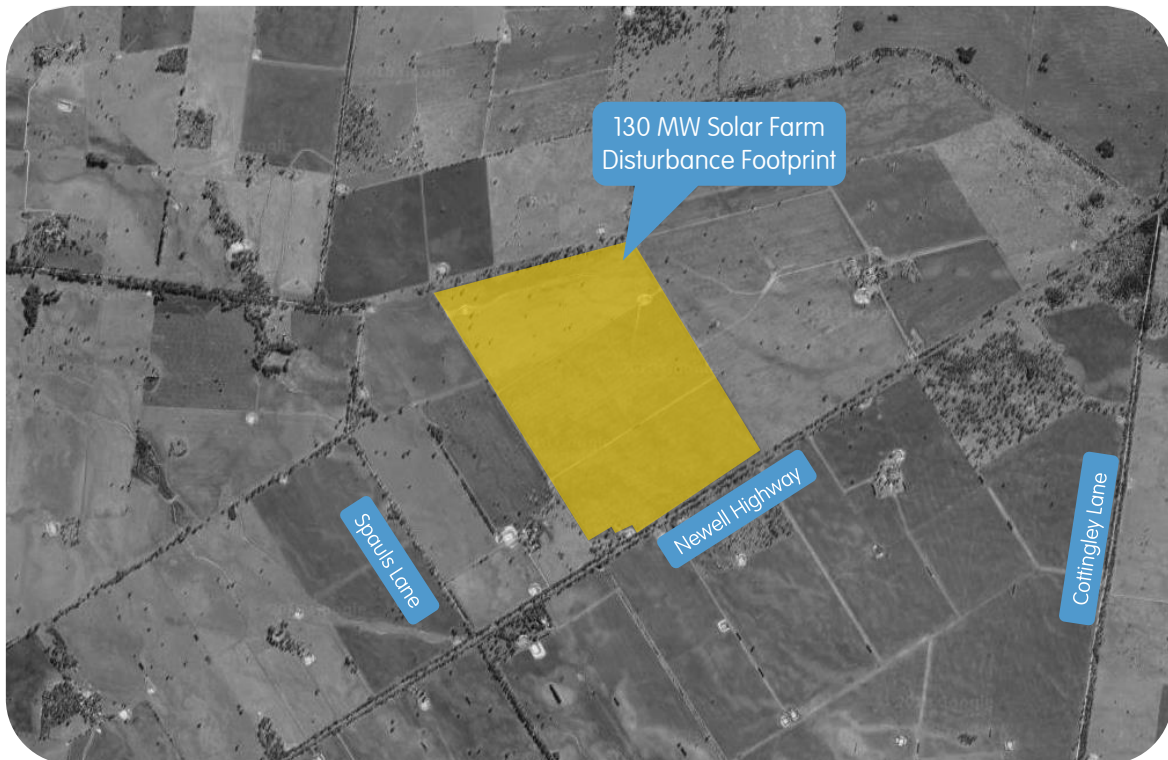 130 MW Solar Farm
Disturbance Footprint
Newell Highway
Spauls Lane
Cottingley Lane